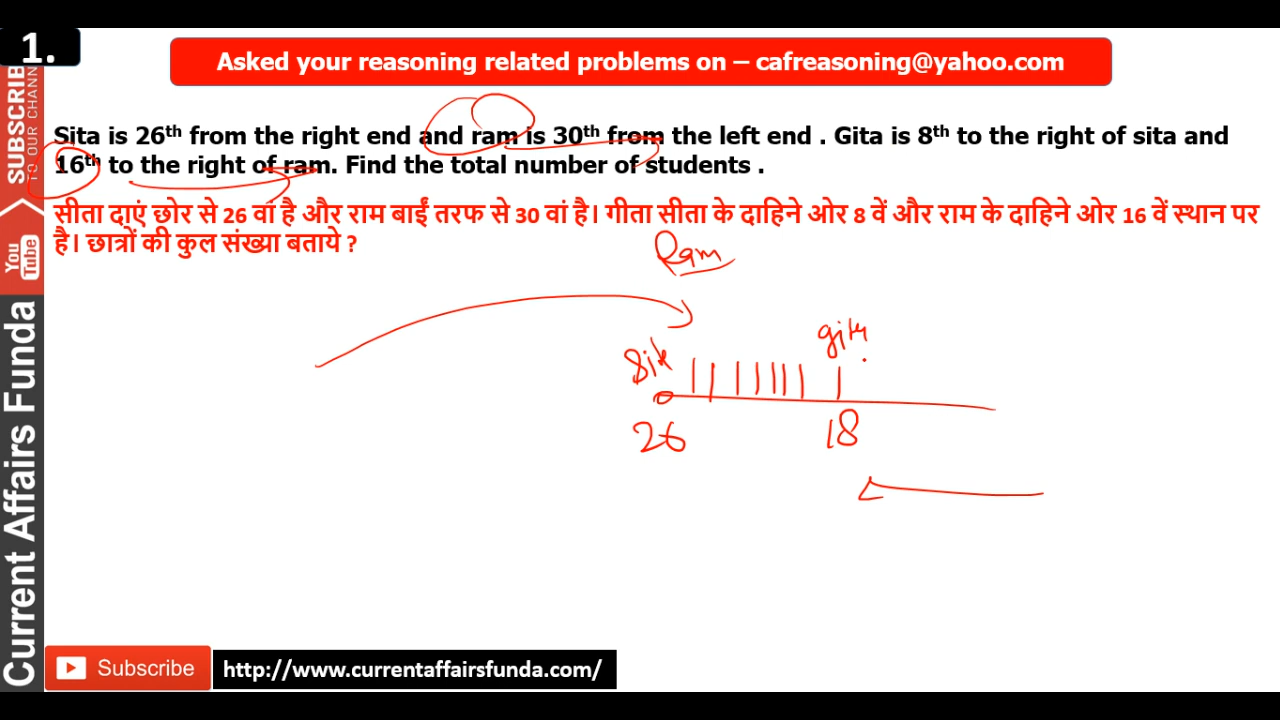 1.
Asked your reasoning related problems on – cafreasoning@yahoo.com
SUBSCRIBE
TO OUR CHANN
Sita is 26th from the right end and ram is 30th from the left end . Gita is 8th to the right of sita and
16th to the right of ram. Find the total number of students .
सीता दाएं छोर से 26 वां है और राम बाईं तरफ से 30 वां है। गीता सीता के दाहिने ओर 8 वें और राम के दाहिने ओर 16 वें स्थान पर
है। छात्रों की कुल संख्या बताये ?
You Tube
Ram
Sita
gita
26
18
Current Affairs Funda
Subscribe
http://www.currentaffairsfunda.com/